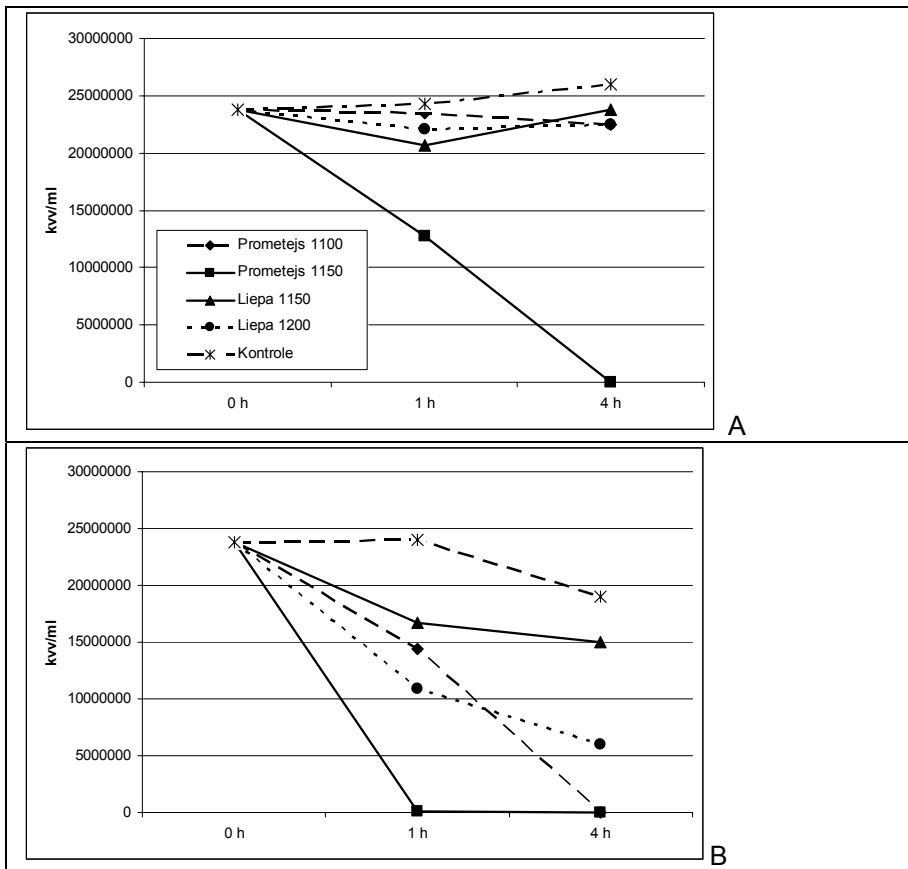 30000000
25000000
20000000
15000000
10000000
5000000
0
kvv/ml
Prometejs 1100
Prometejs 1150
Liepa 1150
Liepa 1200
Kontrole
0 h 1 h 4 h
A
30000000
25000000
20000000
15000000
10000000
5000000
0
kvv/ml
0 h 1 h 4 h
B